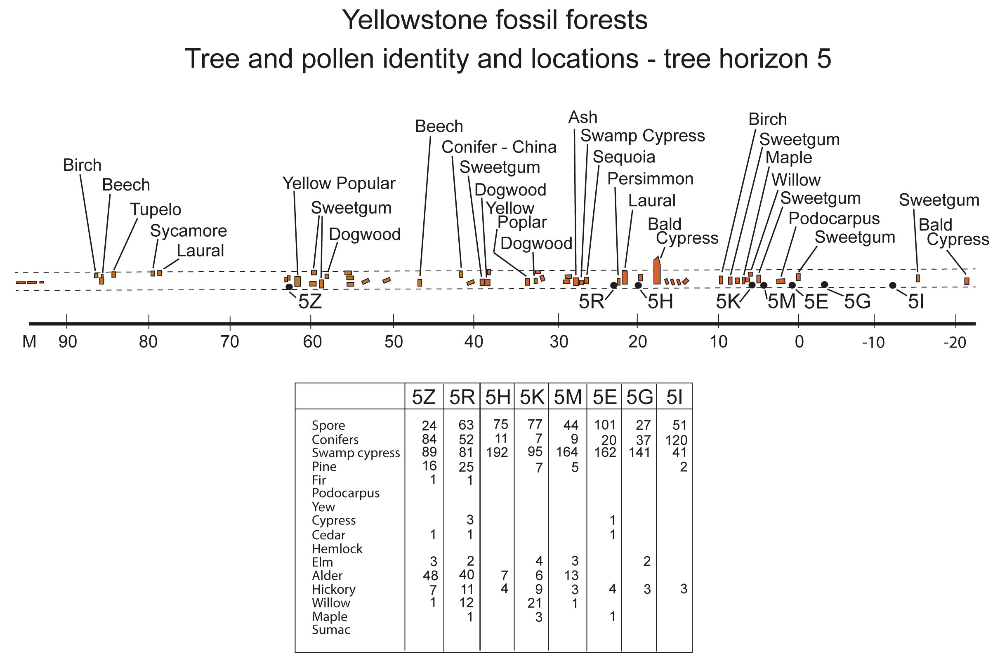 Yellowstone fossil forests
Tree and pollen identity and locations - tree horizon 5
Birch
Beech
Tupelo
Sycamore
Laural
Yellow Popular
Sweetgum
Dogwood
Beech
Conifer - China
Sweetgum
Dogwood
Yellow
Poplar
Dogwood
Ash
Swamp Cypress
Sequoia
Persimmon
Laural
Bald
Cypress
Birch
Sweetgum
Maple
Willow
Sweetgum
Podocarpus
Sweetgum
Sweetgum
Bald
Cypress
5Z 5R 5H 5K 5M 5E 5G 5I
M 90 80 70 60 50 40 30 20 10 0 -10 -20
5Z 5R 5H 5K 5M 5E 5G 5I
Spore 24 63 75 77 44 101 27 51
Conifers 84 52 11 7 9 20 37 120
Swamp cypress 89 81 192 95 164 162 141 41
Pine 16 25 7 5 2
Fir 1 1
Podocarpus
Yew
Cypress 3 1
Cedar 1 1 1
Hemlock
Elm 3 2 4 3 2
Alder 48 40 7 6 13
Hickory 7 11 4 9 3 4 3 3
Willow 1 12 21 1
Maple 1 3 1
Sumac